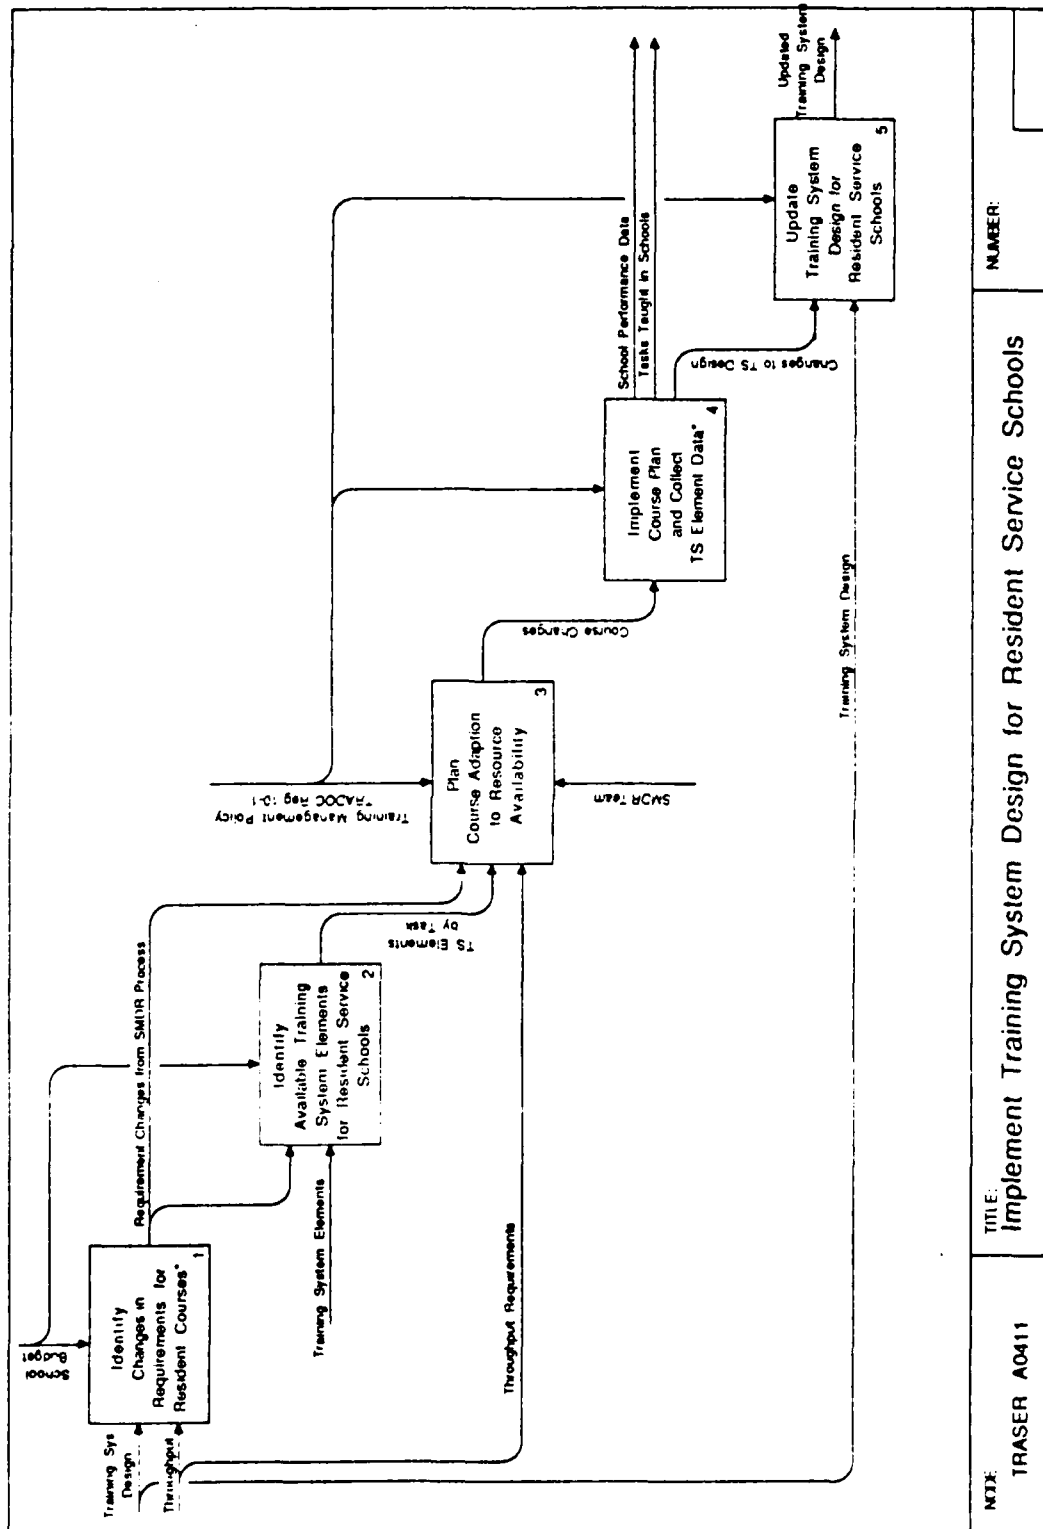 School
Budget
Training Sys
Design
Throughput
Identify
Changes in
Requirements for
Resident Courses*
1
Requirement Changes from SMDR Process
Training System Elements
Identify
Available Training
System Elements
for Resident Service
Schools
2
TS Elements
by Task
Throughput Requirements
Training Management Policy
TRADOC Reg 10-1
Plan
Course Adaption
to Resource
Availability
3
SMDR Team
Course Changes
Implement
Course Plan
and Collect
TS Element Data*
4
School Performance Data
Tasks Taught in Schools
Changes to TS Design
Training System Design
Update
Training System
Design for
Resident Service
Schools
5
Updated
Training System
Design
NODE:
TRASER A0411
TITLE:
Implement Training System Design for Resident Service Schools
NUMBER: